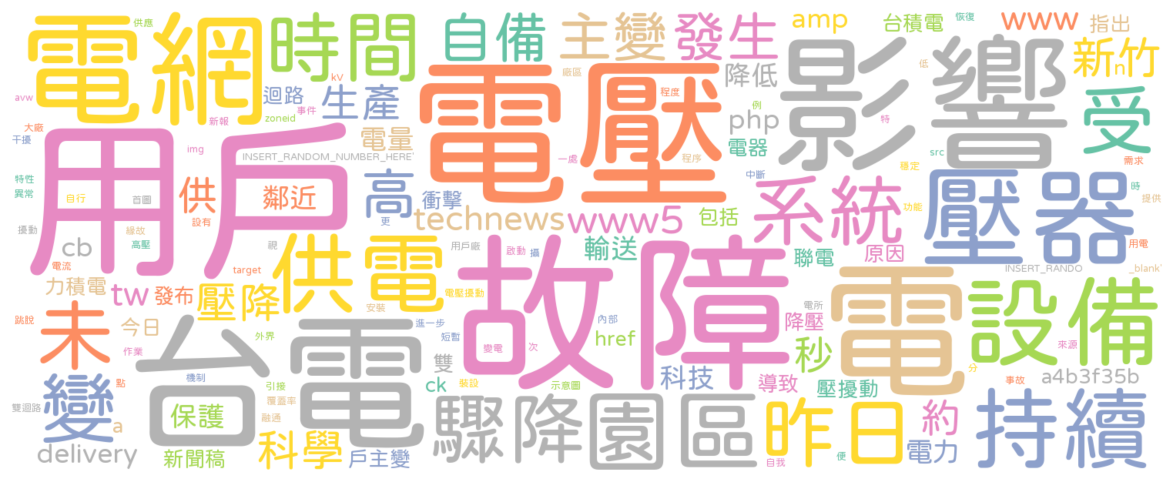 電網
供應
時間
自備
主變
發生
amp
台積電
恢復
www
指出
avw
kV
迴路
事件
生產
廠區
程度
降低
低
例
新竹
n
影響
受
大廠
干擾
新報
zoneid
電量
電壓
php
特
電器
img
INSERT_RANDOM_NUMBER_HERE
一處
程序
中斷
src
穩定
需求
用戶
特性
異常
自行
首圖
供
鄰近
設有
高
更
衝擊
系統
功能
壓器
時
提供
擾動
緣故
高壓
technews
www5
包括
cb
電流
視
target
供電
用戶廠
啟動
攝
輸送
聯電
原因
用電
INSERT_RANDO
_blank
力積電
tw
發布
壓降
安裝
電壓擾動
故障
電
設備
跳脫
未
今日
台電
外界
進一步
短暫
內部
電所
降壓
href
秒
來源
作業
變電
次
雙
分
點
機制
引接
ck
裝設
示意圖
科技
導致
壓擾動
事故
a4b3f35b
變
雙迴路
保護
覆蓋率
融通
驟降
園區
昨日
約
持續
a
delivery
新聞稿
科學
戶主變
自我
便
電力